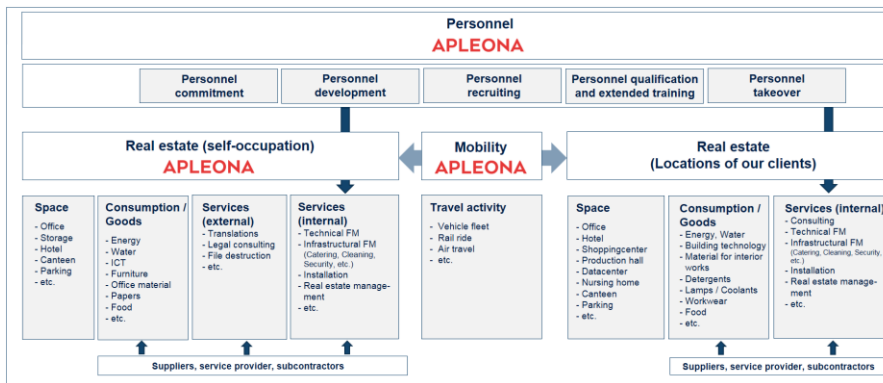 Personnel
APLEONA
Personnel
commitment
Personnel
development
Personnel
recruiting
Personnel qualification
and extended training
Personnel
takeover
Real estate (self-occupation)
APLEONA
Mobility
APLEONA
Real estate
(Locations of our clients)
Space
- Office
- Storage
- Hotel
- Canteen
- Parking
- etc.
Consumption /
Goods
- Energy
- Water
- ICT
- Furniture
- Office material
- Papers
- Food
- etc.
Services
(external)
- Translations
- Legal consulting
- File destruction
- etc.
Services
(internal)
- Technical FM
- Infrastructural FM
(Catering, Cleaning,
Security, etc.)
- Installation
- Real estate manage-
ment
- etc.
Travel activity
- Vehicle fleet
- Rail ride
- Air travel
- etc.
Space
- Office
- Hotel
- Shoppingcenter
- Production hall
- Datacenter
- Nursing home
- Canteen
- Parking
- etc.
Consumption /
Goods
- Energy, Water
- Building technology
- Material for interior
works
- Detergents
- Lamps / Coolants
- Workwear
- Food
- etc.
Services (internal)
- Consulting
- Technical FM
- Infrastructural FM
(Catering, Cleaning, Security,
etc.)
- Installation
- Real estate manage-
ment
- etc.
Suppliers, service provider, subcontractors
Suppliers, service provider, subcontractors